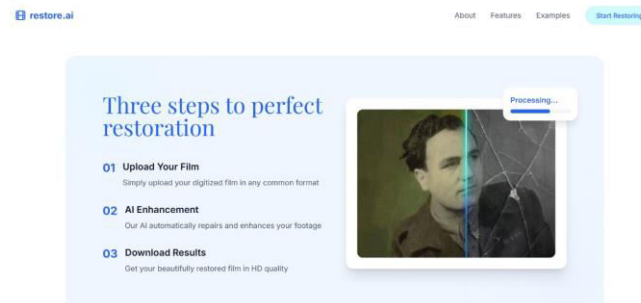 restore.ai
About Features Examples Start Restoring
Three steps to perfect
restoration
Processing...
01 Upload Your Film
Simply upload your digitized film in any common format
02 AI Enhancement
Our AI automatically repairs and enhances your footage
03 Download Results
Get your beautifully restored film in HD quality